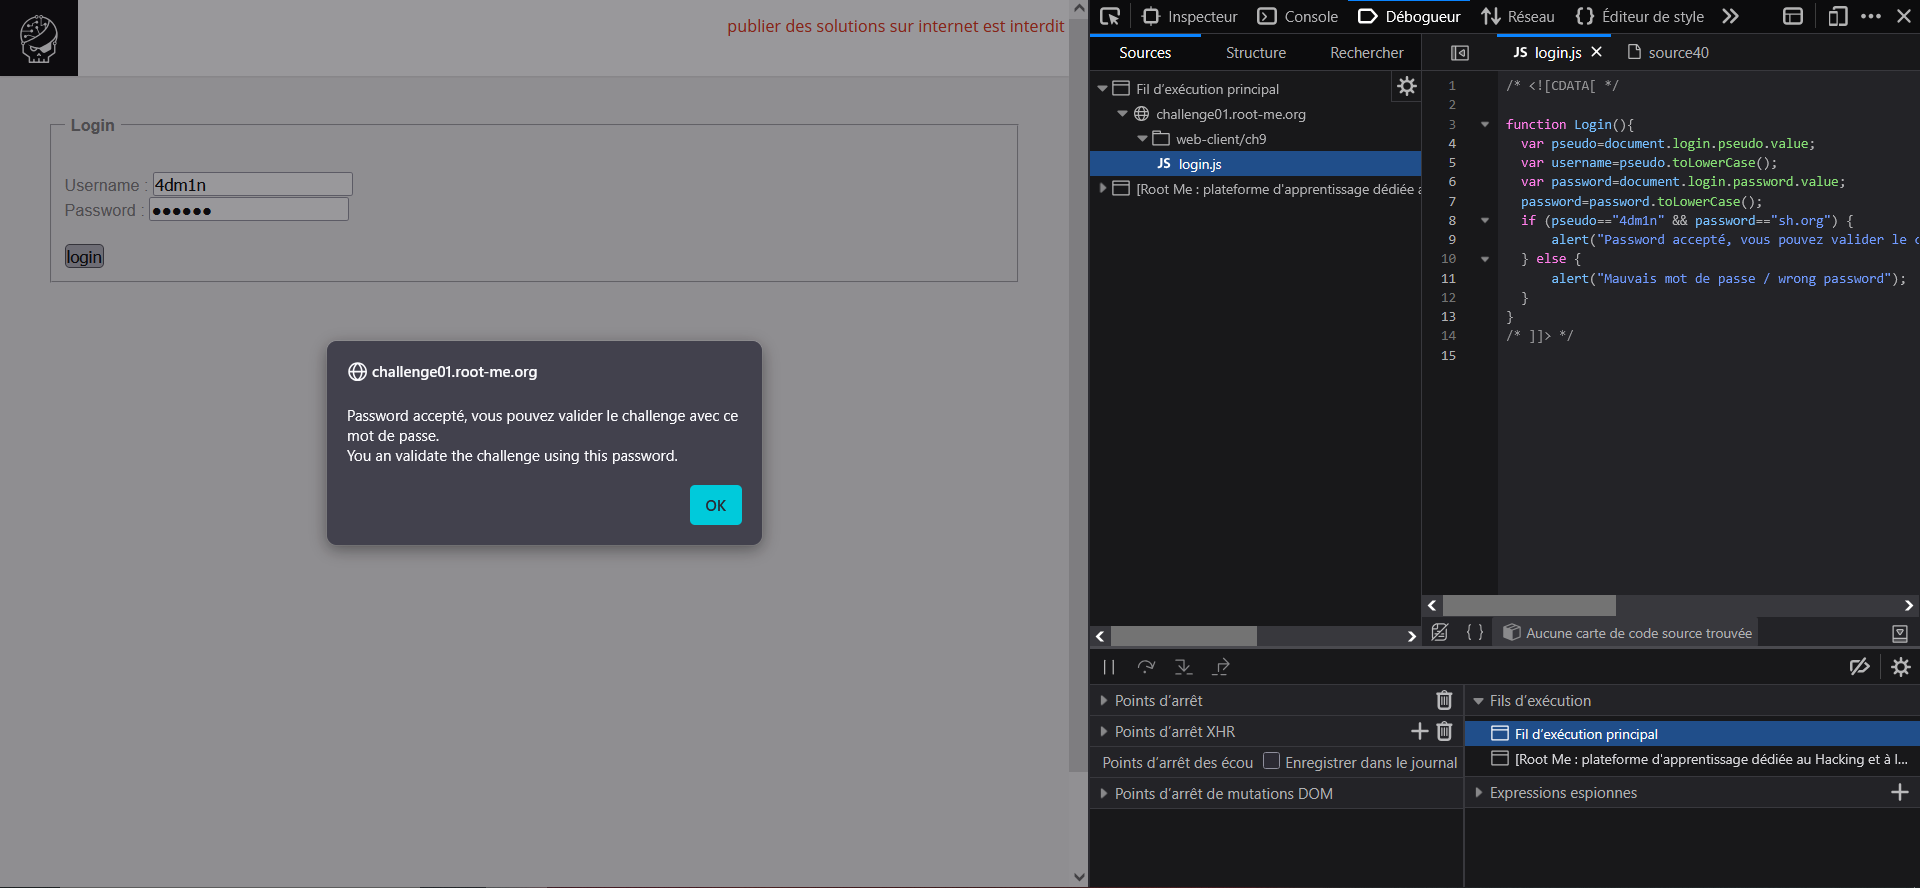 publier des solutions sur internet est interdit
Login
Username : 4dm1n
Password : ●●●●●●
login
challenge01.root-me.org
Password accepté, vous pouvez valider le challenge avec ce
mot de passe.
You an validate the challenge using this password.
OK
Inspecteur Console Débogueur Réseau Éditeur de style
Sources Structure Rechercher
Fil d’exécution principal
challenge01.root-me.org
web-client/ch9
JS login.js
[Root Me : plateforme d'apprentissage dédiée a
JS login.js source40
1 /* <![CDATA[ */
2
3 function Login(){
4 var pseudo=document.login.pseudo.value;
5 var username=pseudo.toLowerCase();
6 var password=document.login.password.value;
7 password=password.toLowerCase();
8 if (pseudo=="4dm1n" && password=="sh.org") {
9 alert("Password accepté, vous pouvez valider le c
10 } else {
11 alert("Mauvais mot de passe / wrong password");
12 }
13 }
14 /* ]]> */
15
{ } Aucune carte de code source trouvée
Points d’arrêt
Points d’arrêt XHR
Points d’arrêt des écou Enregistrer dans le journal
Points d’arrêt de mutations DOM
Fils d’exécution
Fil d’exécution principal
[Root Me : plateforme d'apprentissage dédiée au Hacking et à l...
Expressions espionnes